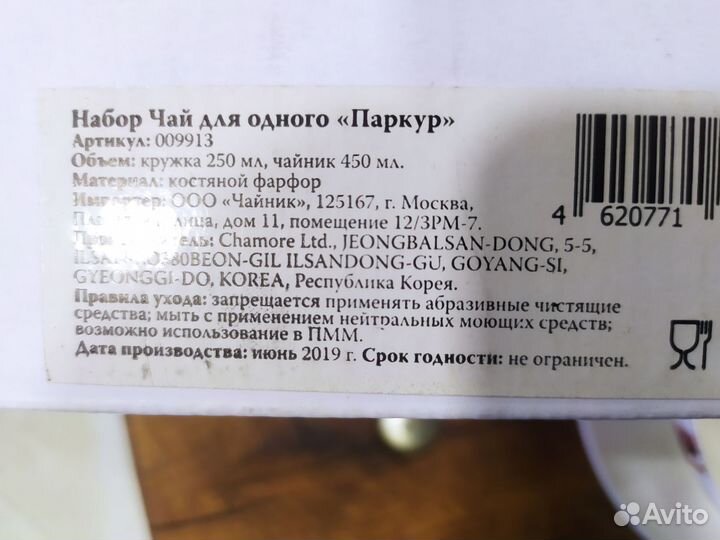 Набор Чай для одного «Паркур»
Артикул: 009913
Объем: кружка 250 мл, чайник 450 мл.
Материал: костяной фарфор
Импортер: ООО “Чайник”, 125167, г. Москва,
дом 11, помещение 12/3РМ-7.
Chamore Ltd., JEONGBALSAN-DONG, 5-5,
ILSANDONG-GU, GOYANG-SI,
GYEONGGI-DO, KOREA, Республика Корея.
Правила ухода: запрещается применять абразивные чистящие
средства; мыть с применением нейтральных моющих средств;
возможно использование в ПММ.
Дата производства: июнь 2019 г. Срок годности: не ограничен.
4 620771
Avito